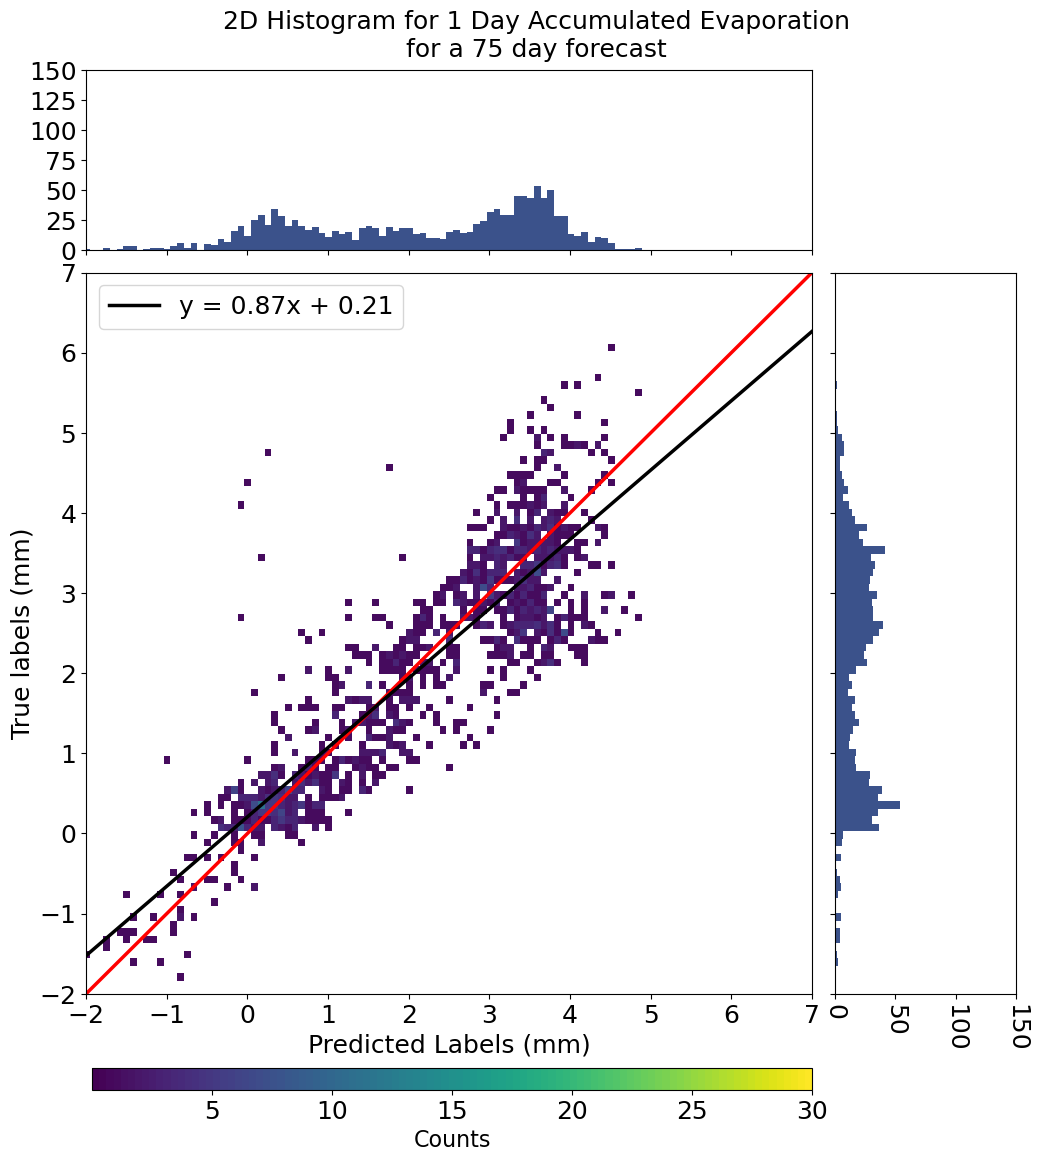 2D Histogram for 1 Day Accumulated Evaporation
for a 75 day forecast
150
125
100
75
50
25
0
7
6
5
4
3
2
1
0
−1
−2
True labels (mm)
y = 0.87x + 0.21
−2 −1 0 1 2 3 4 5 6 7
Predicted Labels (mm)
0 50 100 150
5 10 15 20 25 30
Counts